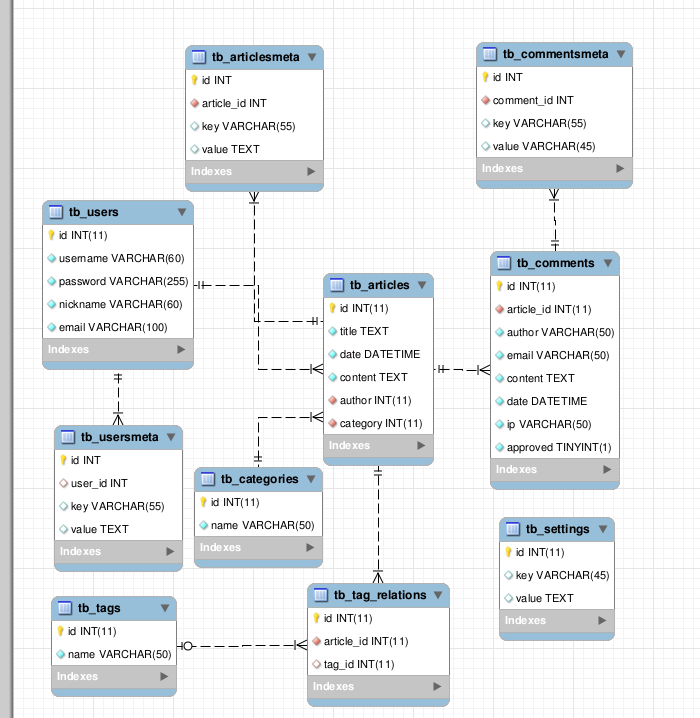 tb_articlesmeta
id INT
article_id INT
key VARCHAR(55)
value TEXT
Indexes
tb_commentsmeta
id INT
comment_id INT
key VARCHAR(55)
value VARCHAR(45)
Indexes
tb_users
id INT(11)
username VARCHAR(60)
password VARCHAR(255)
nickname VARCHAR(60)
email VARCHAR(100)
Indexes
tb_articles
id INT(11)
title TEXT
date DATETIME
content TEXT
author INT(11)
category INT(11)
Indexes
tb_comments
id INT(11)
article_id INT(11)
author VARCHAR(50)
email VARCHAR(50)
content TEXT
date DATETIME
ip VARCHAR(50)
approved TINYINT(1)
Indexes
tb_usersmeta
id INT
user_id INT
key VARCHAR(55)
value TEXT
Indexes
tb_categories
id INT(11)
name VARCHAR(50)
Indexes
tb_settings
id INT(11)
key VARCHAR(45)
value TEXT
Indexes
tb_tags
id INT(11)
name VARCHAR(50)
Indexes
tb_tag_relations
id INT(11)
article_id INT(11)
tag_id INT(11)
Indexes